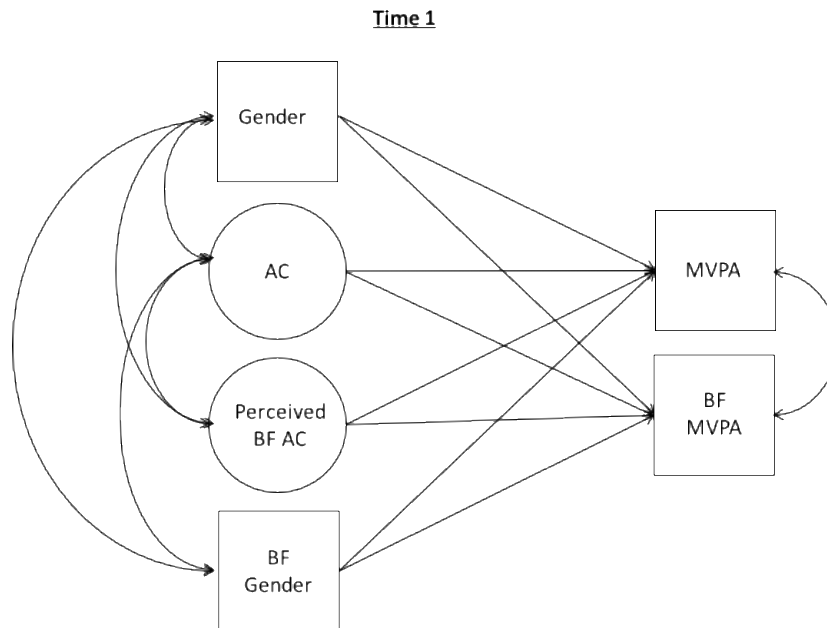 Time 1
Gender
AC
Perceived
BF AC
BF
Gender
MVPA
BF
MVPA